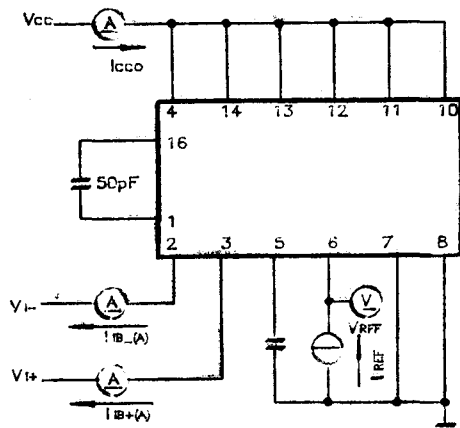 Vcc A
Icco
4 14 13 12 11 10
16
50pF
1
2 3 5 6 7 8
VI- A
V
VREF
IIB-(A)
IREF
VI+ A
IIB+(A)